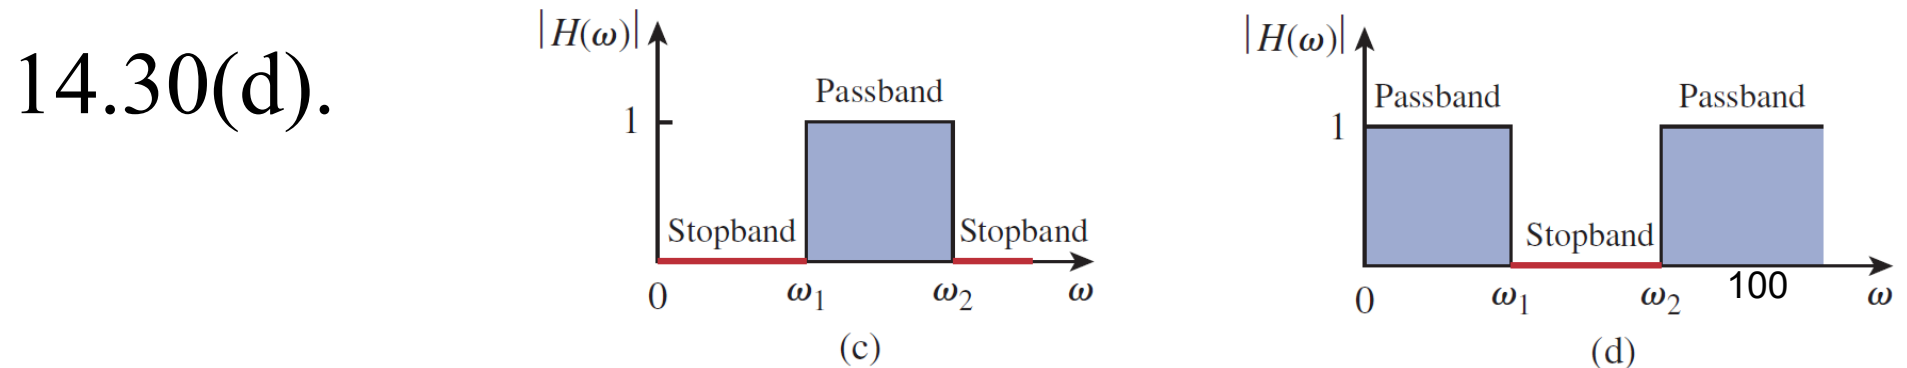 14.30(d).
|H(ω)|
Passband
1
Stopband
Stopband
0
ω1
ω2
ω
(c)
|H(ω)|
Passband
Passband
1
Stopband
0
ω1
ω2
100
ω
(d)